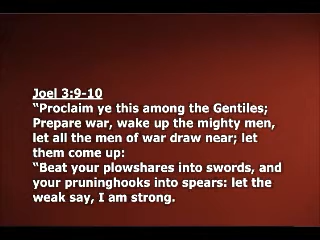 Joel 3:9-10
“Proclaim ye this among the Gentiles;
Prepare war, wake up the mighty men,
let all the men of war draw near; let
them come up:
“Beat your plowshares into swords, and
your pruninghooks into spears: let the
weak say, I am strong.